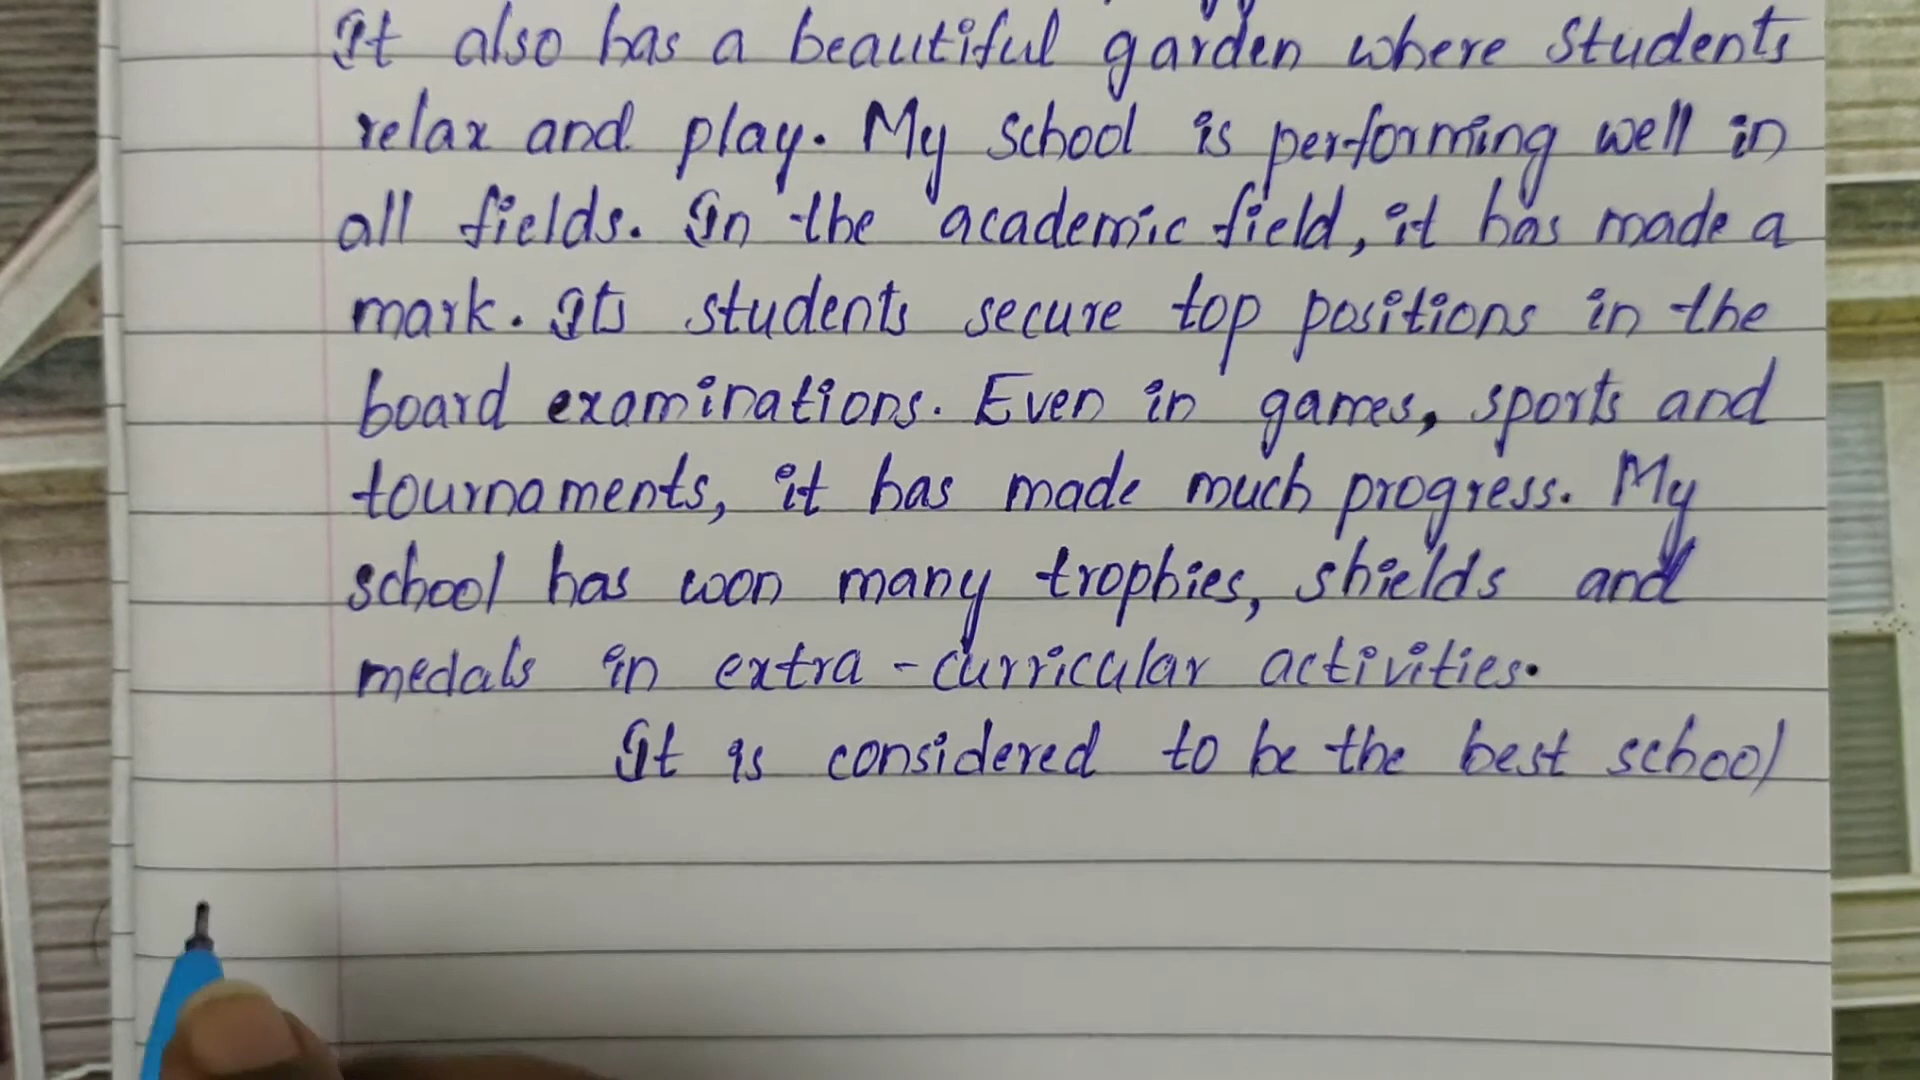 It also has a beautiful garden where students
relax and play. My school is performing well in
all fields. In the academic field, it has made a
mark. Its students secure top positions in the
board examinations. Even in games, sports and
tournaments, it has made much progress. My
school has woon many trophies, shields and
medals in extra-curricular activities.
It is considered to be the best school